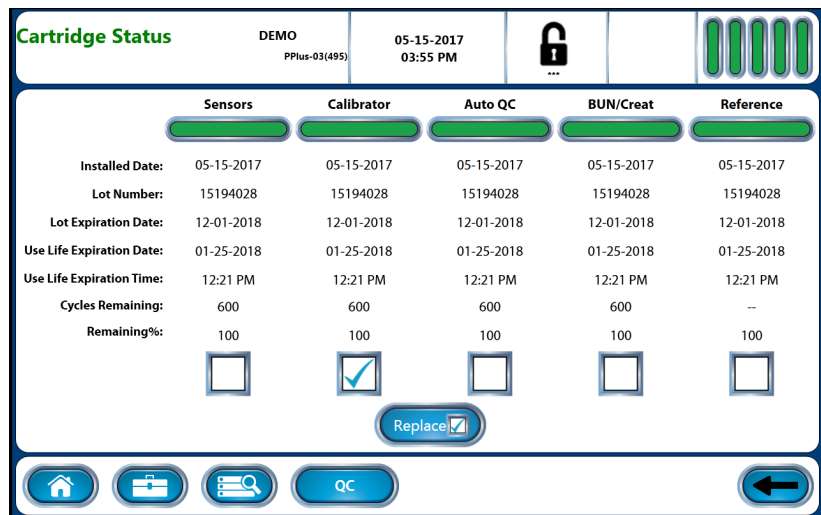 Cartridge Status
DEMO
PPlus-03(495)
05-15-2017
03:55 PM
***
Sensors Calibrator Auto QC BUN/Creat Reference
Installed Date: 05-15-2017 05-15-2017 05-15-2017 05-15-2017 05-15-2017
Lot Number: 15194028 15194028 15194028 15194028 15194028
Lot Expiration Date: 12-01-2018 12-01-2018 12-01-2018 12-01-2018 12-01-2018
Use Life Expiration Date: 01-25-2018 01-25-2018 01-25-2018 01-25-2018 01-25-2018
Use Life Expiration Time: 12:21 PM 12:21 PM 12:21 PM 12:21 PM 12:21 PM
Cycles Remaining: 600 600 600 600 --
Remaining%: 100 100 100 100 100
Replace
QC